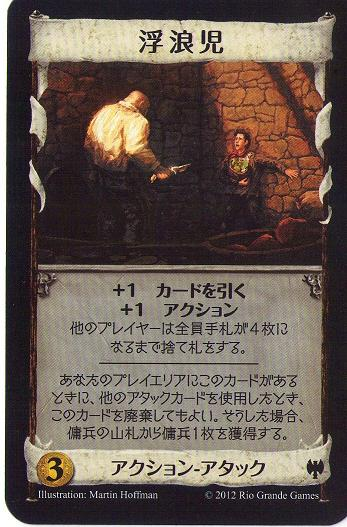 浮浪児
+1 カードを引く
+1 アクション
他のプレイヤーは全員手札が4枚に
なるまで捨て札をする。
あなたのプレイエリアにこのカードがある
ときに、他のアタックカードを使用したとき、
このカードを廃棄してもよい。そうした場合、
傭兵の山札から傭兵1枚を獲得する。
3
アクション-アタック
Illustration: Martin Hoffman
© 2012 Rio Grande Games